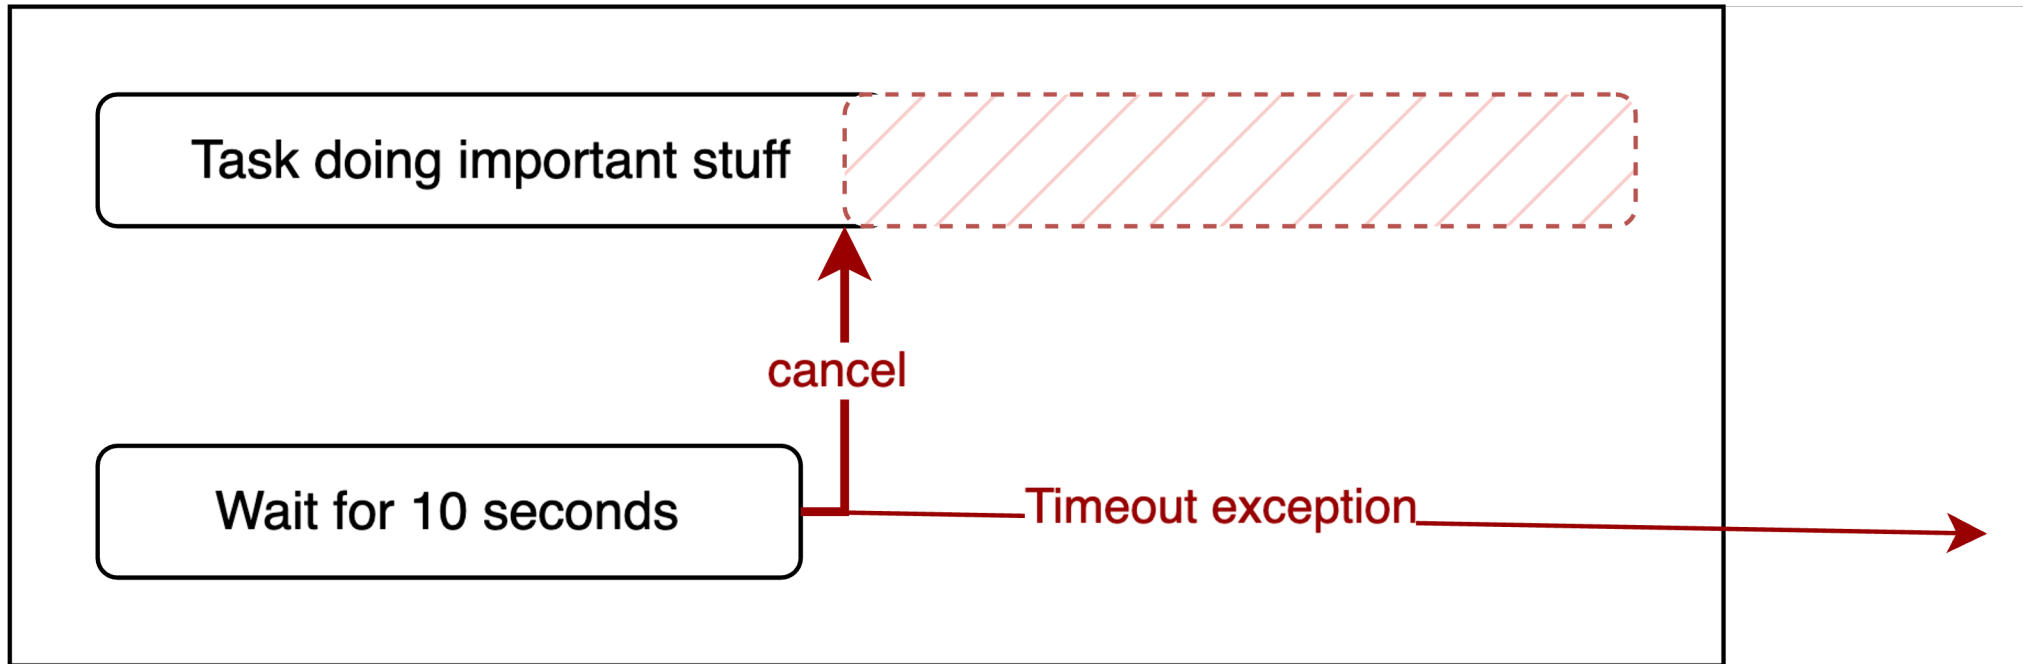 Task doing important stuff
cancel
Wait for 10 seconds
Timeout exception